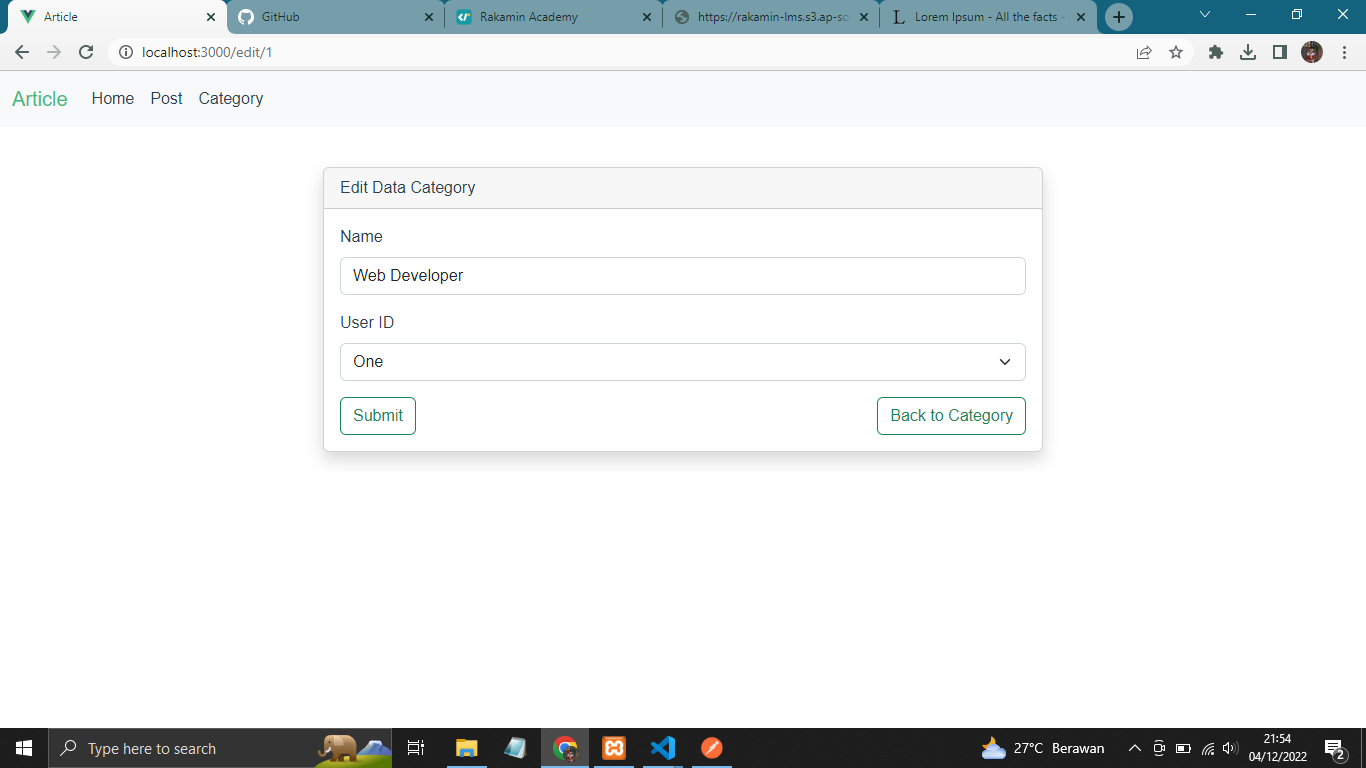 Article
GitHub
Rakamin Academy
https://rakamin-lms.s3.ap-so
Lorem Ipsum - All the facts -
localhost:3000/edit/1
Article Home Post Category
Edit Data Category
Name
Web Developer
User ID
One
Submit Back to Category
Type here to search
27°C Berawan
21:54
04/12/2022
2